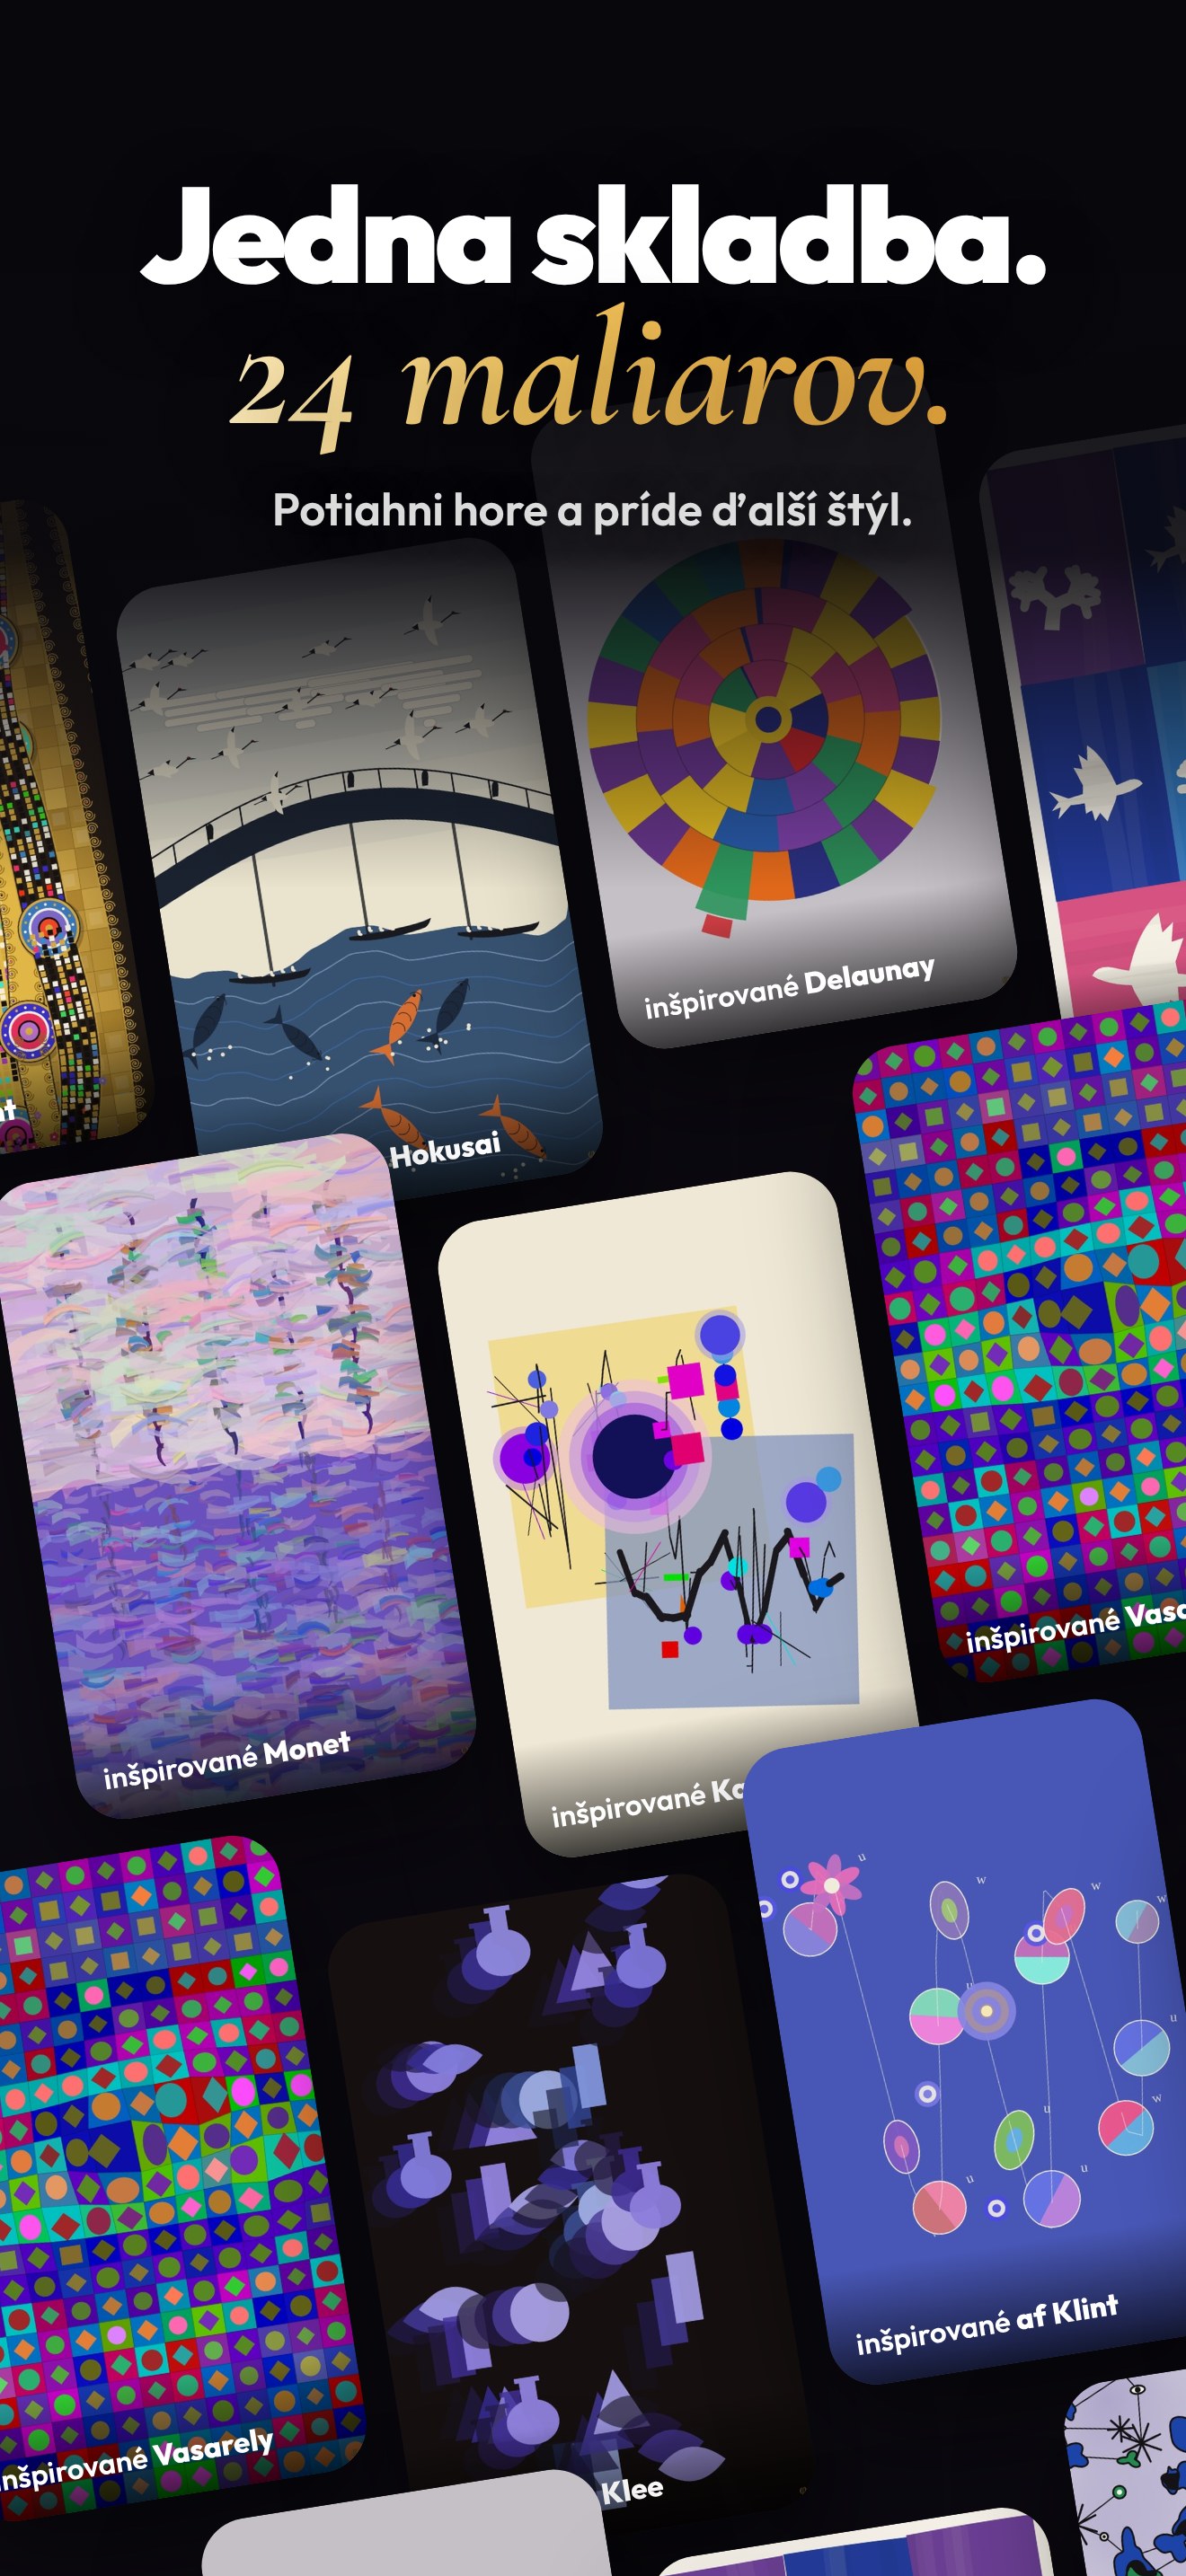 Jedna skladba.
24 maliarov.
Potiahni hore a príde ďalší štýl.
inšpirované Delaunay
Hokusai
inšpirované
inšpirované Monet
inšpirované
inšpirované af Klint
inšpirované Vasarely
Klee